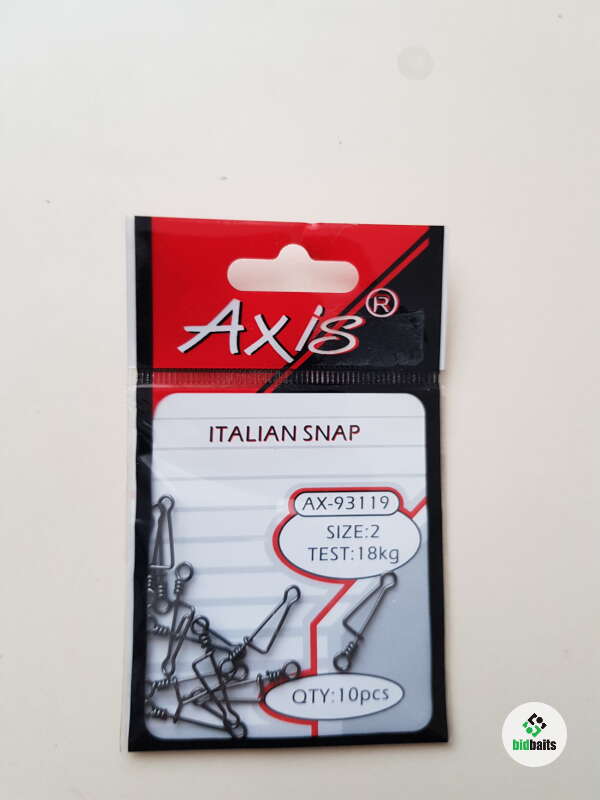 Axis®
ITALIAN SNAP
AX-93119
SIZE:2
TEST:18kg
QTY:10pcs
bidbaits